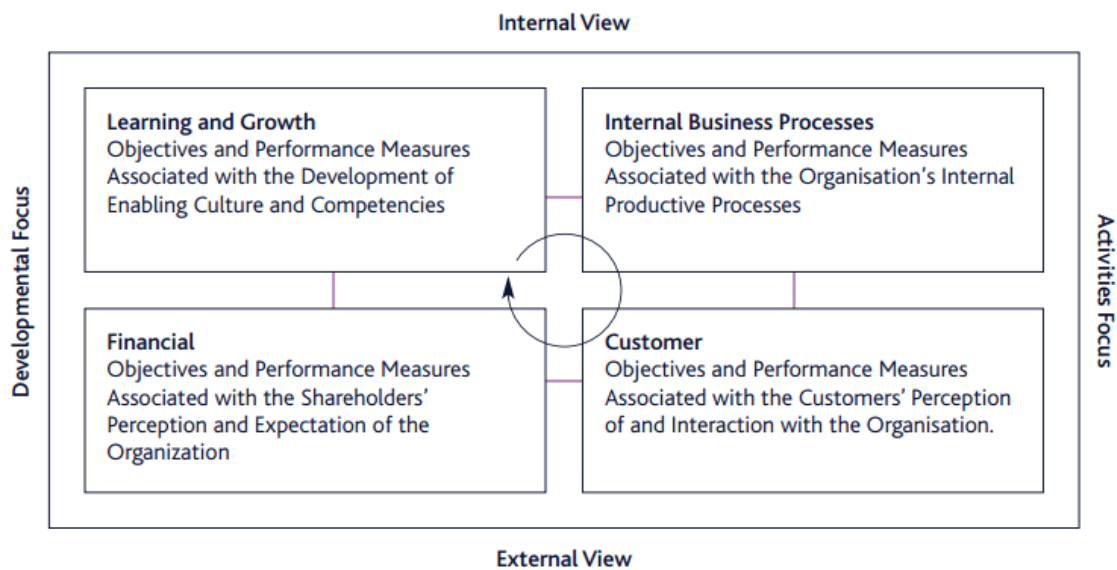 Internal View
Developmental Focus
Learning and Growth
Objectives and Performance Measures
Associated with the Development of
Enabling Culture and Competencies
Internal Business Processes
Objectives and Performance Measures
Associated with the Organisation's Internal
Productive Processes
Activities Focus
Financial
Objectives and Performance Measures
Associated with the Shareholders'
Perception and Expectation of the
Organization
Customer
Objectives and Performance Measures
Associated with the Customers' Perception
of and Interaction with the Organisation.
External View